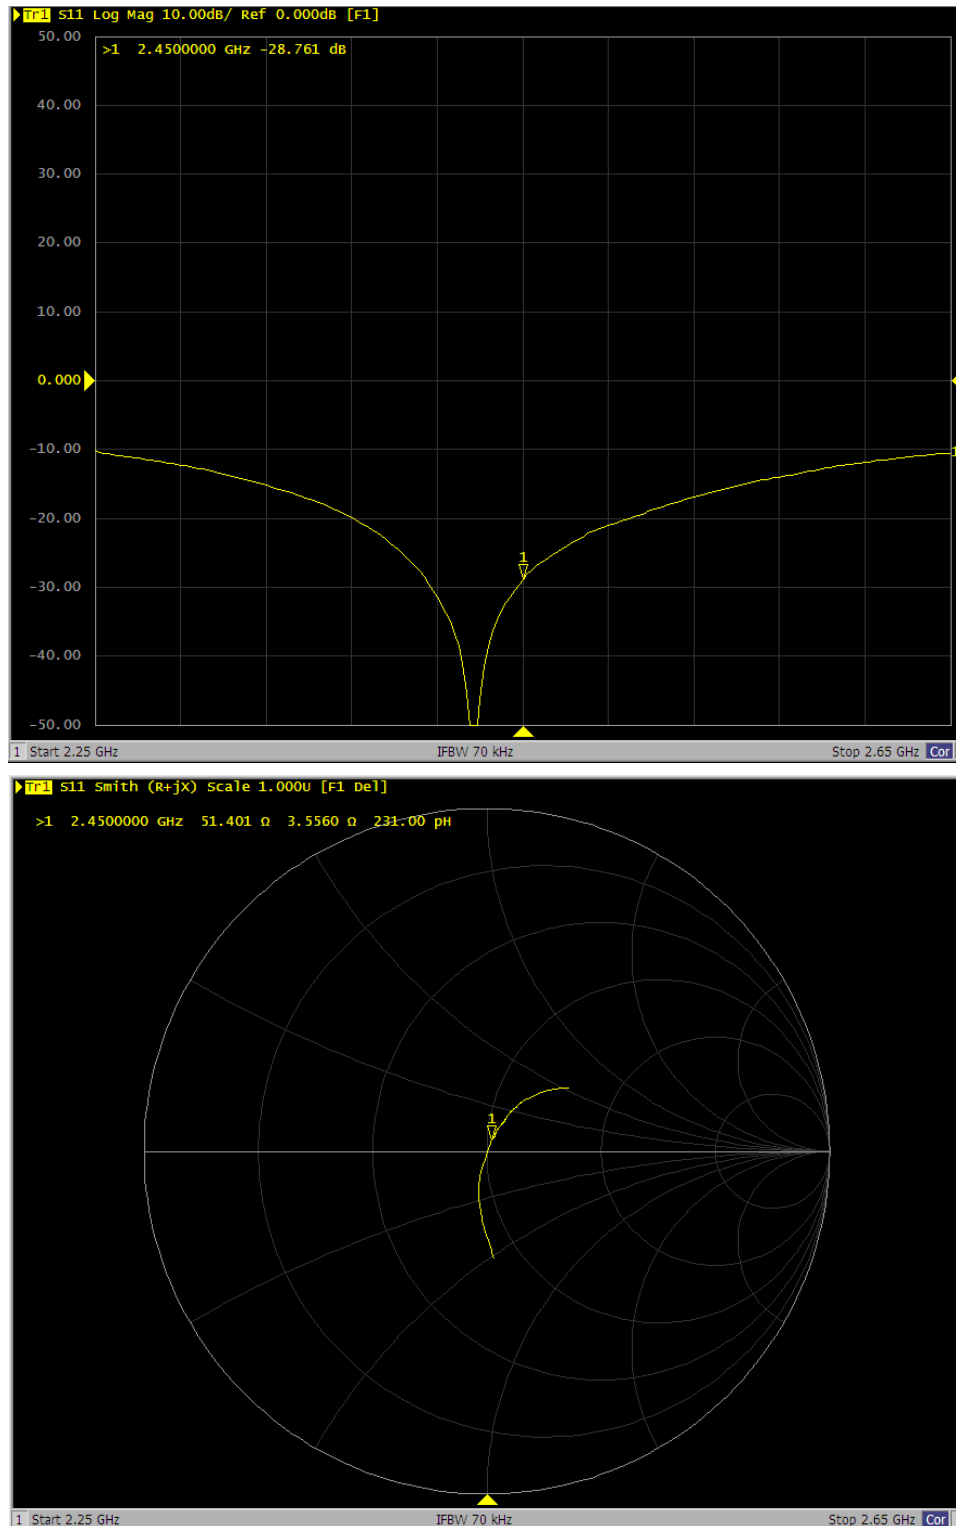 Tr1 S11 Log Mag 10.00dB/ Ref 0.000dB [F1]
50.00
>1 2.4500000 GHz -28.761 dB
40.00
30.00
20.00
10.00
0.000
-10.00
1
-20.00
1
-30.00
-40.00
-50.00
1 Start 2.25 GHz IFBW 70 kHz Stop 2.65 GHz Cor
Tr1 S11 Smith (R+jX) Scale 1.000U [F1 Del]
>1 2.4500000 GHz 51.401 Ω 3.5560 Ω 231.00 pH
1
1 Start 2.25 GHz IFBW 70 kHz Stop 2.65 GHz Cor